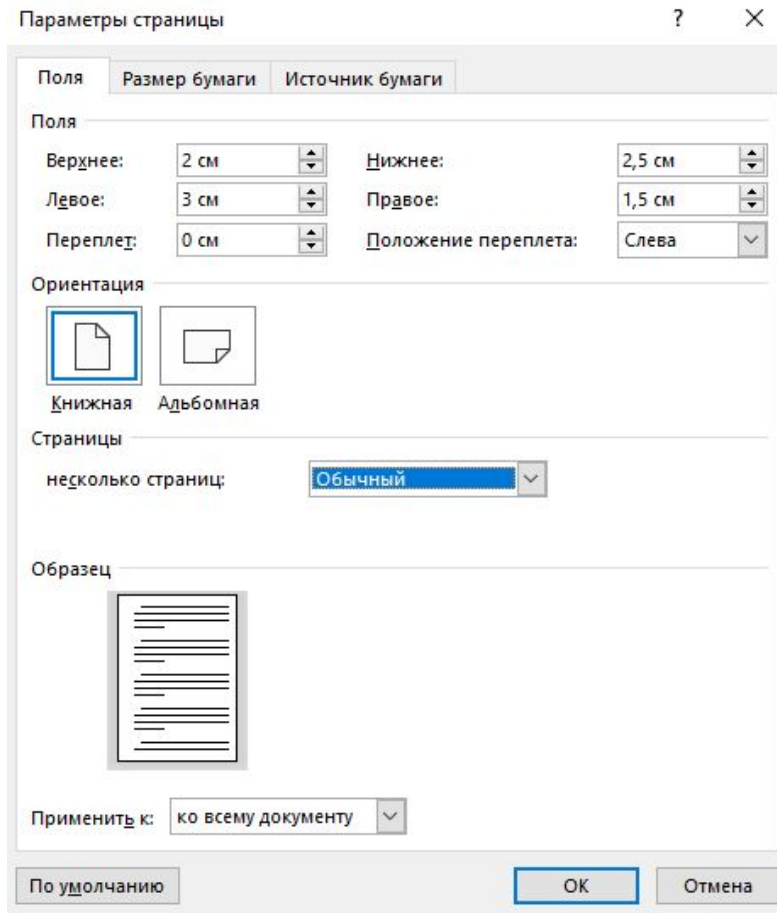 Параметры страницы ? ×
Поля Размер бумаги Источник бумаги
Поля
Верхнее: 2 см Нижнее: 2,5 см
Левое: 3 см Правое: 1,5 см
Переплет: 0 см Положение переплета: Слева
Ориентация
Книжная Альбомная
Страницы
несколько страниц: Обычный
Образец
Применить к: ко всему документу
По умолчанию ОК Отмена